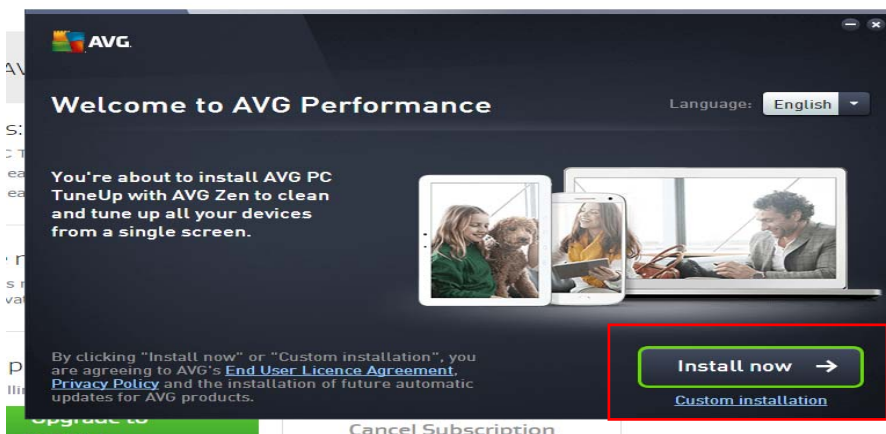 AVG.
Welcome to AVG Performance
Language: English
You're about to install AVG PC
TuneUp with AVG Zen to clean
and tune up all your devices
from a single screen.
By clicking "Install now" or "Custom installation", you
are agreeing to AVG's End User Licence Agreement,
Privacy Policy and the installation of future automatic
updates for AVG products.
Install now →
Custom installation
Upgrade to
Cancel Subscription